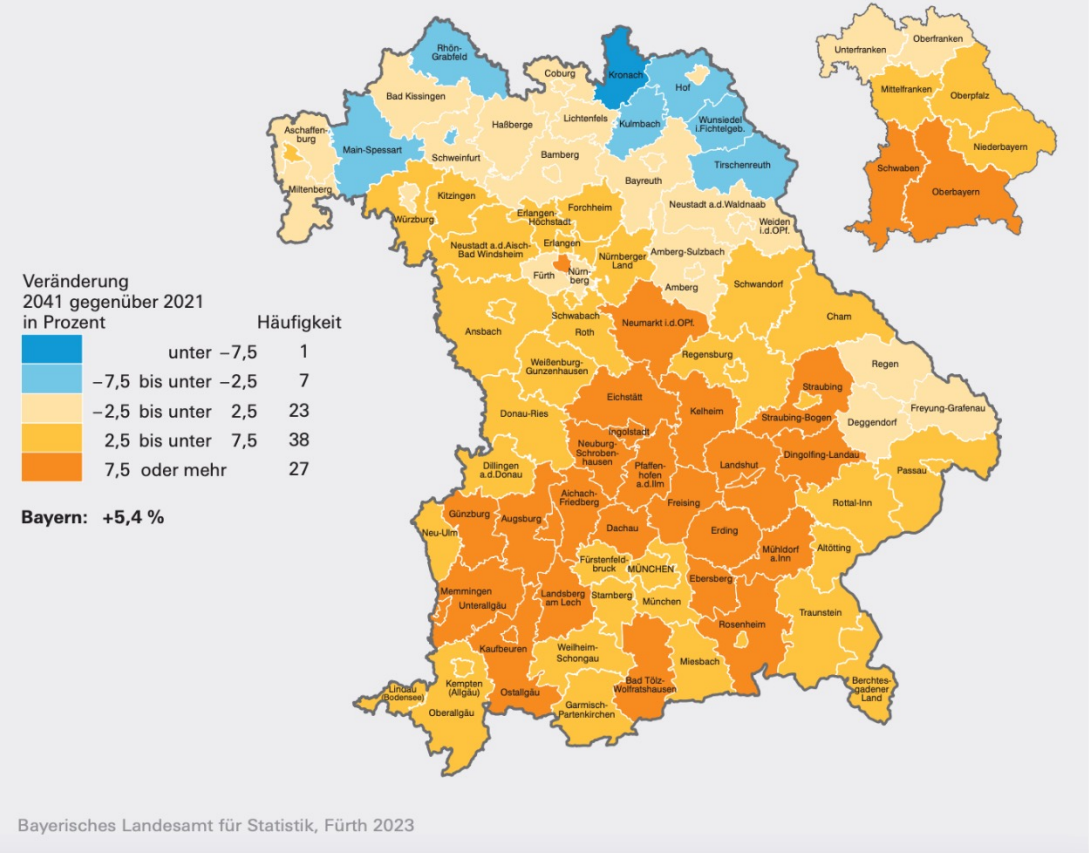 Rhön-
Grabfeld
Coburg
Kronach
Hof
Bad Kissingen
Lichtenfels
Kulmbach
Wunsiedel
i.Fichtelgeb.
Haßberge
Aschaffen-
burg
Main-Spessart
Schweinfurt
Bamberg
Tirschenreuth
Bayreuth
Miltenberg
Kitzingen
Würzburg
Erlangen-
Höchstadt
Forchheim
Neustadt a.d.Waldnaab
Weiden
i.d.OPf.
Neustadt a.d.Aisch-
Bad Windsheim
Erlangen
Nürnberger
Land
Amberg-Sulzbach
Fürth
Nürn-
berg
Amberg
Schwandorf
Ansbach
Schwabach
Roth
Neumarkt i.d.OPf.
Cham
Weißenburg-
Gunzenhausen
Regensburg
Regen
Straubing
Eichstätt
Kelheim
Straubing-Bogen
Freyung-Grafenau
Deggendorf
Donau-Ries
Ingolstadt
Neuburg-
Schroben-
hausen
Pfaffen-
hofen
a.d.Ilm
Landshut
Dingolfing-Landau
Passau
Dillingen
a.d.Donau
Aichach-
Friedberg
Freising
Rottal-Inn
Günzburg
Augsburg
Dachau
Erding
Neu-Ulm
Mühldorf
a.Inn
Altötting
Fürstenfeld-
bruck
MÜNCHEN
Ebersberg
Memmingen
Unterallgäu
Landsberg
am Lech
Starnberg
München
Traunstein
Rosenheim
Kaufbeuren
Weilheim-
Schongau
Miesbach
Bad Tölz-
Wolfratshausen
Berchtes-
gadener
Land
Lindau
(Bodensee)
Kempten
(Allgäu)
Ostallgäu
Garmisch-
Partenkirchen
Oberallgäu
Unterfranken
Oberfranken
Mittelfranken
Oberpfalz
Niederbayern
Schwaben
Oberbayern
Veränderung
2041 gegenüber 2021
in Prozent Häufigkeit
unter −7,5 1
−7,5 bis unter −2,5 7
−2,5 bis unter 2,5 23
2,5 bis unter 7,5 38
7,5 oder mehr 27
Bayern: +5,4 %
Bayerisches Landesamt für Statistik, Fürth 2023